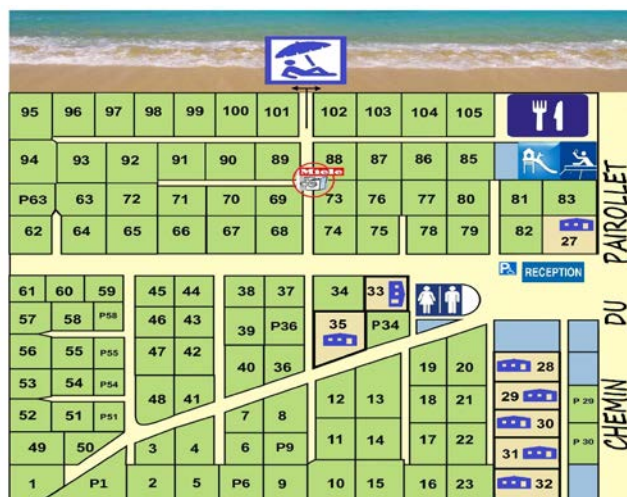 95 96 97 98 99 100 101 102 103 104 105
94 93 92 91 90 89 88 87 86 85
Miele
P63 63 72 71 70 69 73 76 77 80 81 83
62 64 65 66 67 68 74 75 78 79 82 27
RECEPTION
61 60 59 45 44 38 37 34 33
57 58 P58 46 43 39 P36 35 P34
56 55 P55 47 42 40 36 19 20 28
53 54 P54 48 41 12 13 18 21 29 P 29
52 51 P51 7 8 30
49 50 3 4 6 P9 11 14 17 22 31 P 30
1 P1 2 5 P6 9 10 15 16 23 32
CHEMIN DU PAIROLLET